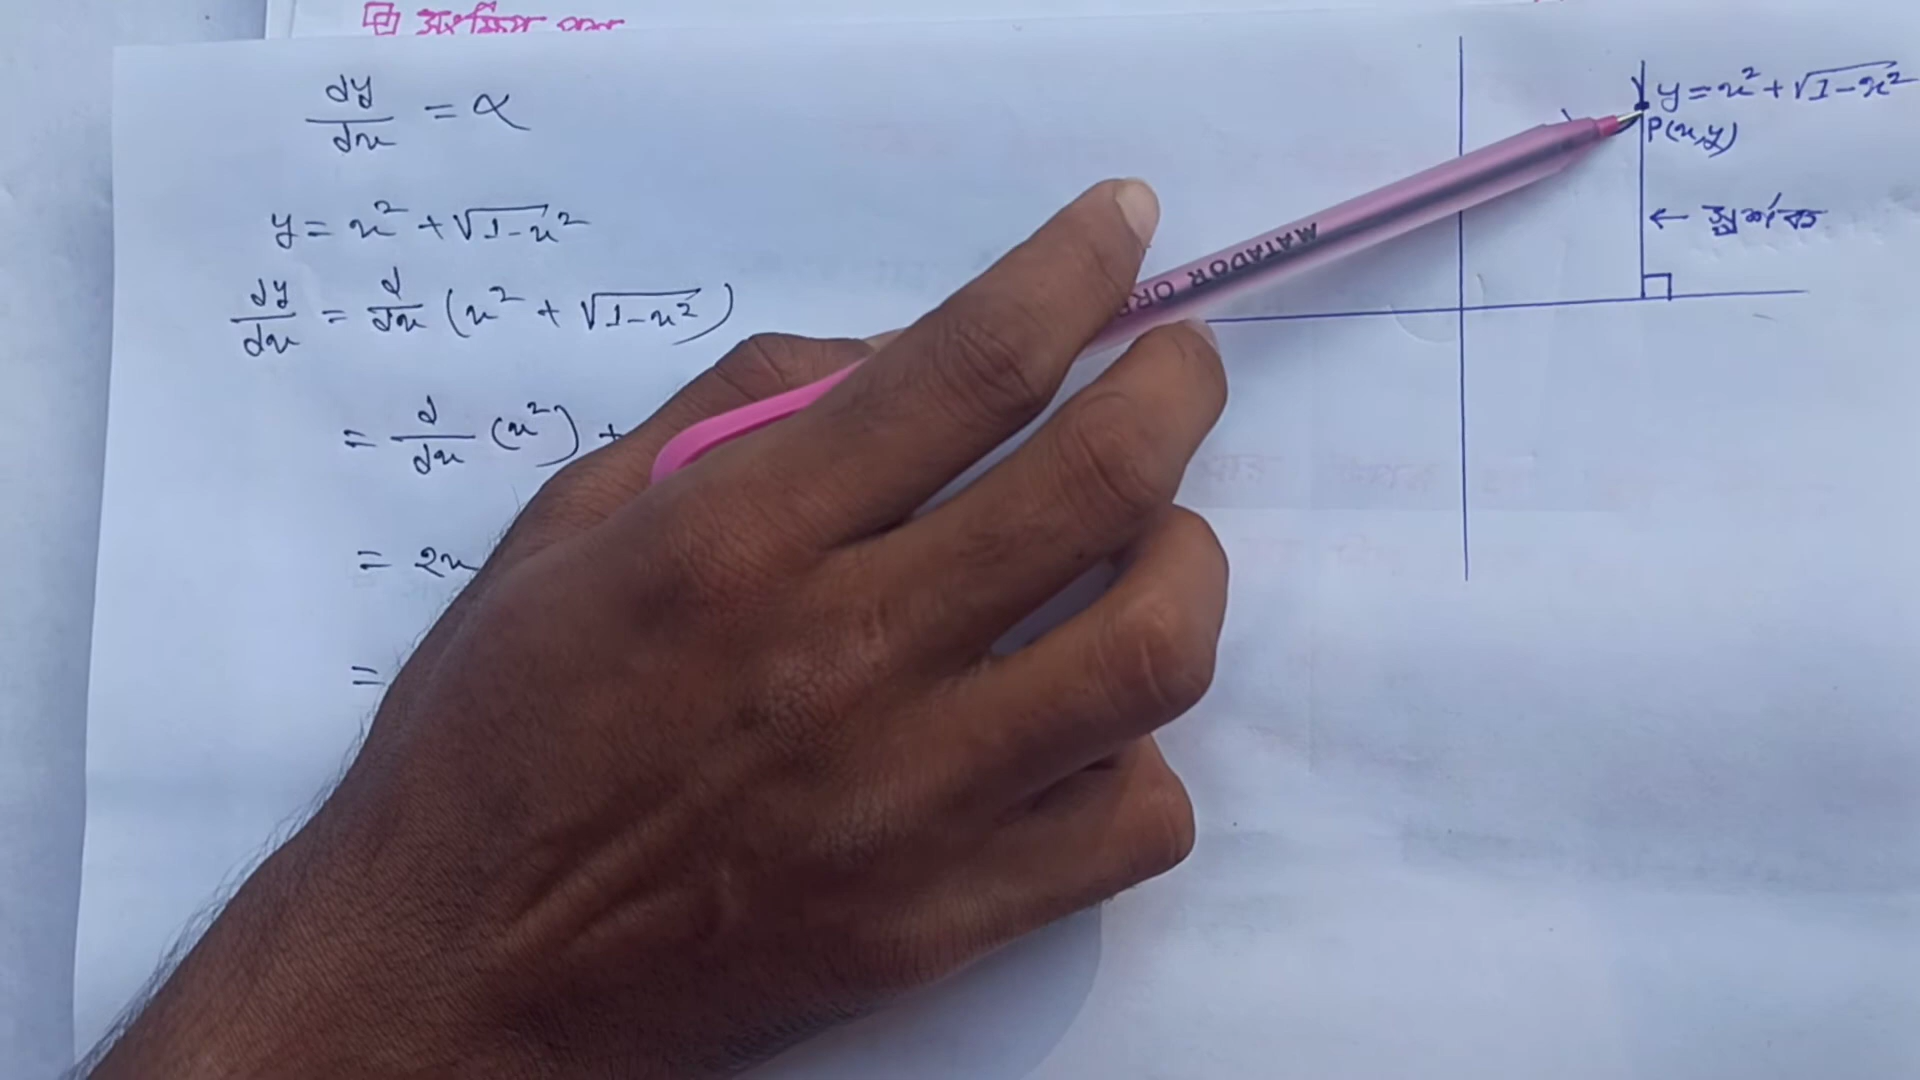 সংক্ষিপ্ত
dy/dx = α
y = x² + √1-x²
dy/dx = d/dx (x² + √1-x²)
= d/dx (x²) +
= 2x
=
y = x² + √1-x²
P(x,y)
← স্পর্শক
MATADOR ORB